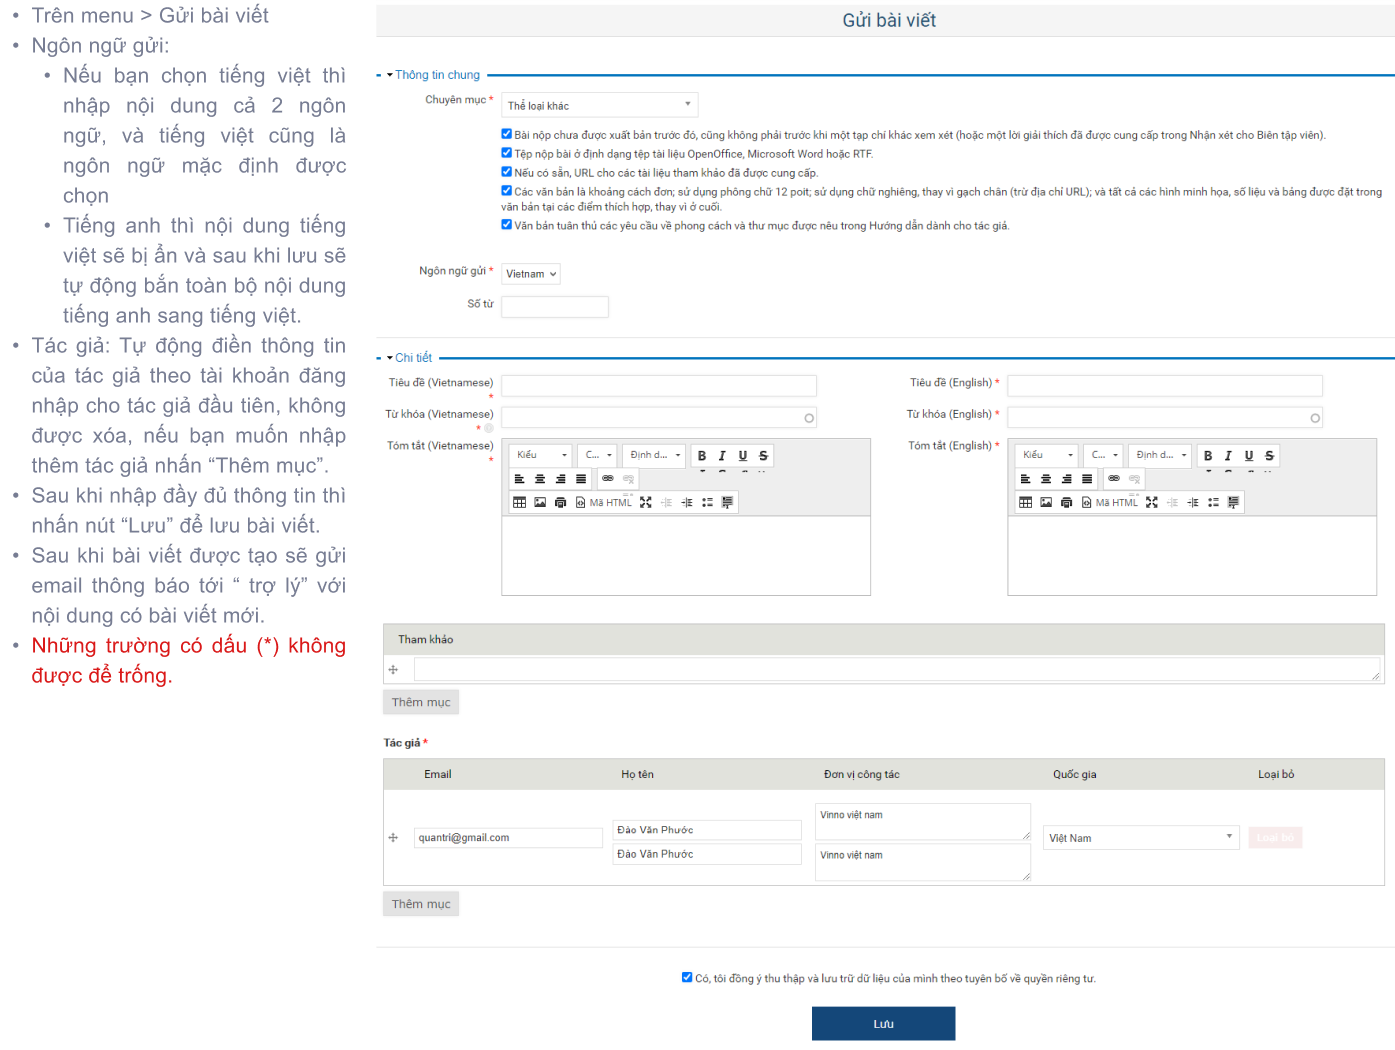 • Trên menu > Gửi bài viết
• Ngôn ngữ gửi:
• Nếu bạn chọn tiếng việt thì
nhập nội dung cả 2 ngôn
ngữ, và tiếng việt cũng là
ngôn ngữ mặc định được
chọn
• Tiếng anh thì nội dung tiếng
việt sẽ bị ẩn và sau khi lưu sẽ
tự động bắn toàn bộ nội dung
tiếng anh sang tiếng việt.
• Tác giả: Tự động điền thông tin
của tác giả theo tài khoản đăng
nhập cho tác giả đầu tiên, không
được xóa, nếu bạn muốn nhập
thêm tác giả nhấn “Thêm mục”.
• Sau khi nhập đầy đủ thông tin thì
nhấn nút “Lưu” để lưu bài viết.
• Sau khi bài viết được tạo sẽ gửi
email thông báo tới “ trợ lý” với
nội dung có bài viết mới.
• Những trường có dấu (*) không
được để trống.
Gửi bài viết
Thông tin chung
Chuyên mục * Thể loại khác
Bài nộp chưa được xuất bản trước đó, cũng không phải trước khi một tạp chí khác xem xét (hoặc một lời giải thích đã được cung cấp trong Nhận xét cho Biên tập viên).
Tệp nộp bài ở định dạng tệp tài liệu OpenOffice, Microsoft Word hoặc RTF.
Nếu có sẵn, URL cho các tài liệu tham khảo đã được cung cấp.
Các văn bản là khoảng cách đơn; sử dụng phông chữ 12 poit; sử dụng chữ nghiêng, thay vì gạch chân (trừ địa chỉ URL); và tất cả các hình minh họa, số liệu và bảng được đặt trong
văn bản tại các điểm thích hợp, thay vì ở cuối.
Văn bản tuân thủ các yêu cầu về phong cách và thư mục được nêu trong Hướng dẫn dành cho tác giả.
Ngôn ngữ gửi * Vietnam
Số từ
Chi tiết
Tiêu đề (Vietnamese) * Tiêu đề (English) *
Từ khóa (Vietnamese) * Từ khóa (English) *
Tóm tắt (Vietnamese) * Tóm tắt (English) *
Kiểu C... Định d... B I U S Kiểu C... Định d... B I U S
Mã HTML Mã HTML
Tham khảo
Thêm mục
Tác giả *
Email Họ tên Đơn vị công tác Quốc gia Loại bỏ
quantri@gmail.com Đào Văn Phước Vinno việt nam Việt Nam Loại bỏ
Đào Văn Phước Vinno việt nam
Thêm mục
Có, tôi đồng ý thu thập và lưu trữ dữ liệu của mình theo tuyên bố về quyền riêng tư.
Lưu